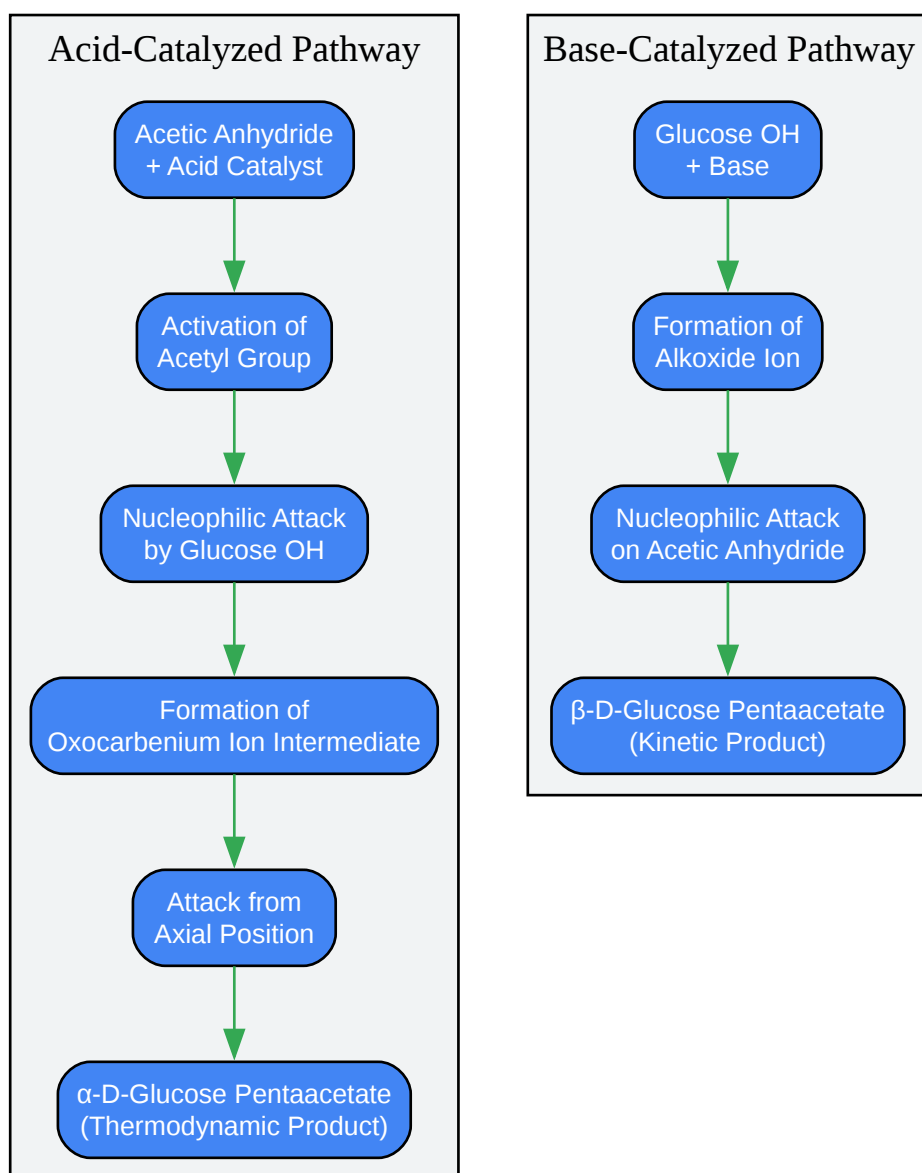 Acid-Catalyzed Pathway
Acetic Anhydride
+ Acid Catalyst
Activation of
Acetyl Group
Nucleophilic Attack
by Glucose OH
Formation of
Oxocarbenium Ion Intermediate
Attack from
Axial Position
α-D-Glucose Pentaacetate
(Thermodynamic Product)
Base-Catalyzed Pathway
Glucose OH
+ Base
Formation of
Alkoxide Ion
Nucleophilic Attack
on Acetic Anhydride
β-D-Glucose Pentaacetate
(Kinetic Product)